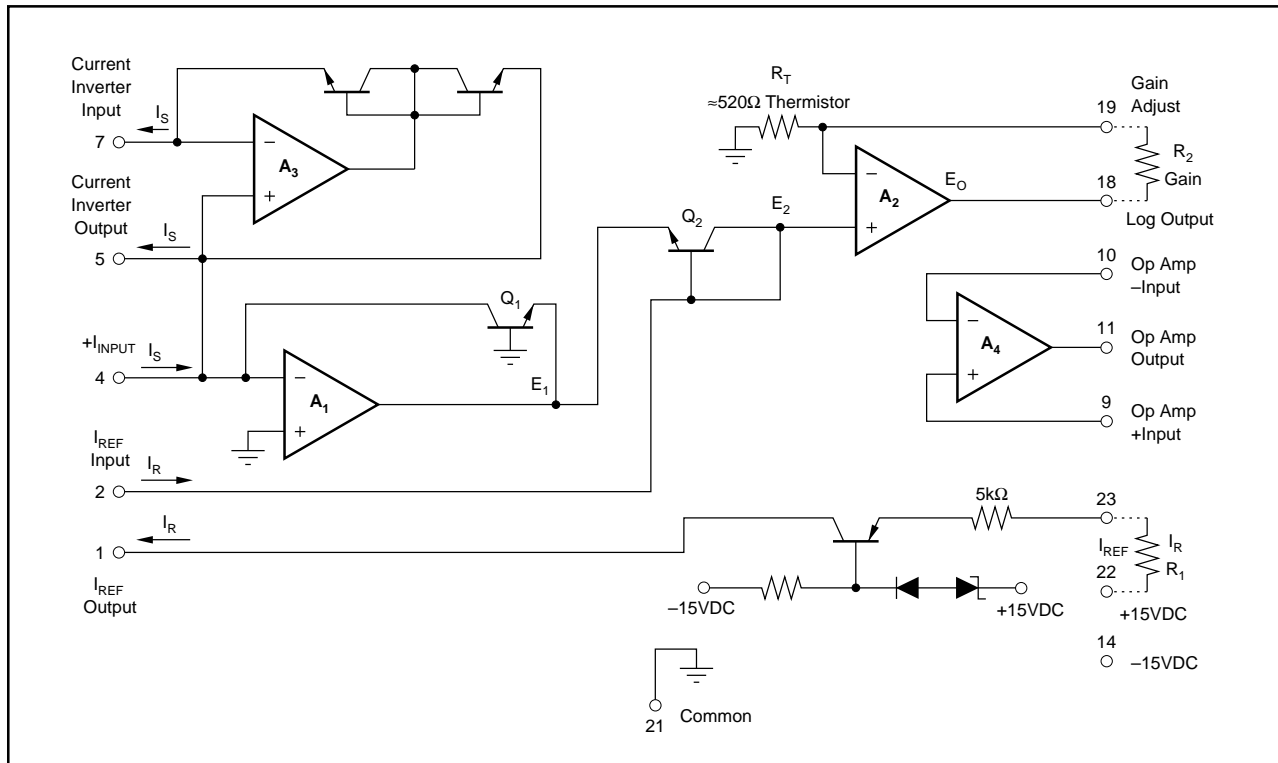 Current
Inverter
Input
7
I_S
A_3
−
+
Current
Inverter
Output
5
I_S
+I_INPUT
4
I_S
Q_1
A_1
−
+
E_1
I_REF
Input
2
I_R
I_R
1
I_REF
Output
R_T
≈520Ω Thermistor
Q_2
E_2
A_2
−
+
E_O
Gain
Adjust
19
R_2
Gain
18
Log Output
10
Op Amp
–Input
A_4
−
+
11
Op Amp
Output
9
Op Amp
+Input
5kΩ
23
I_REF
I_R
R_1
22
+15VDC
–15VDC
+15VDC
14
–15VDC
21
Common